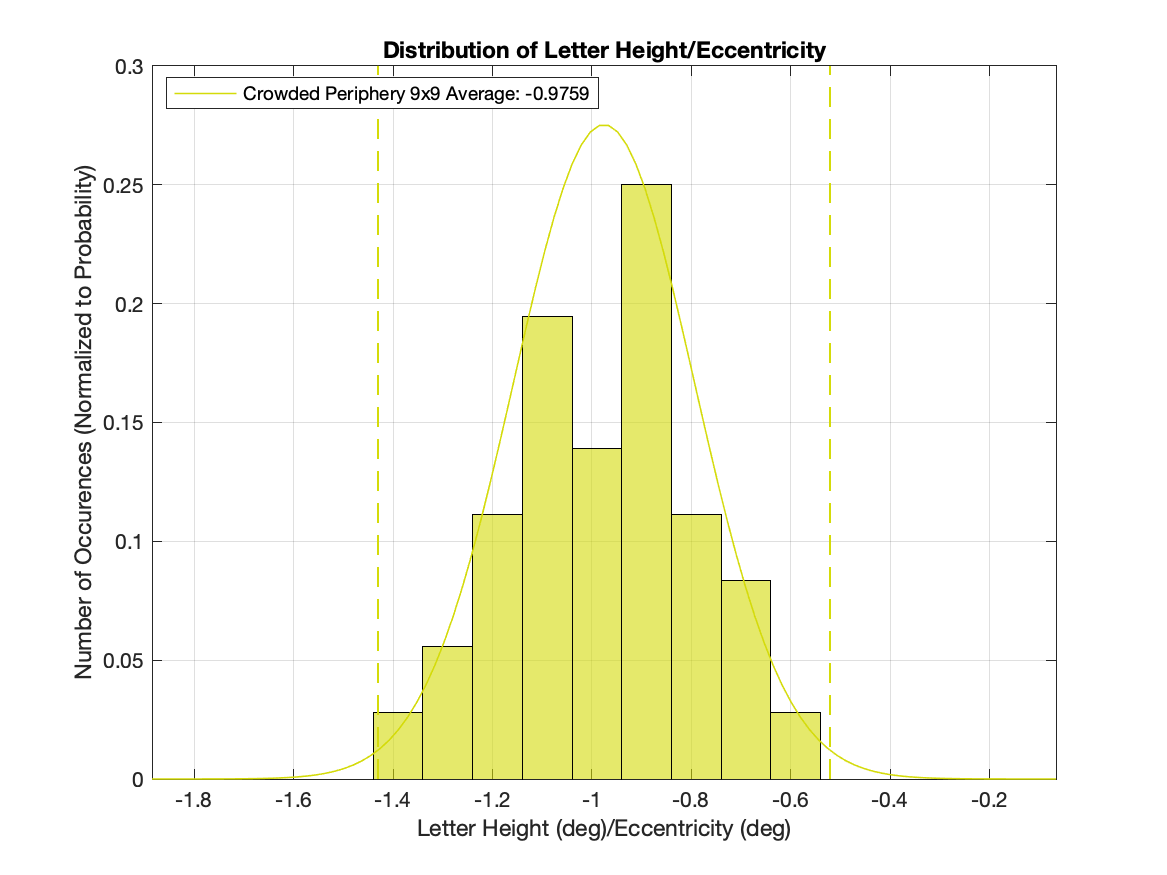 Distribution of Letter Height/Eccentricity
Crowded Periphery 9x9 Average: -0.9759
Number of Occurences (Normalized to Probability)
0.3
0.25
0.2
0.15
0.1
0.05
0
-1.8 -1.6 -1.4 -1.2 -1 -0.8 -0.6 -0.4 -0.2
Letter Height (deg)/Eccentricity (deg)